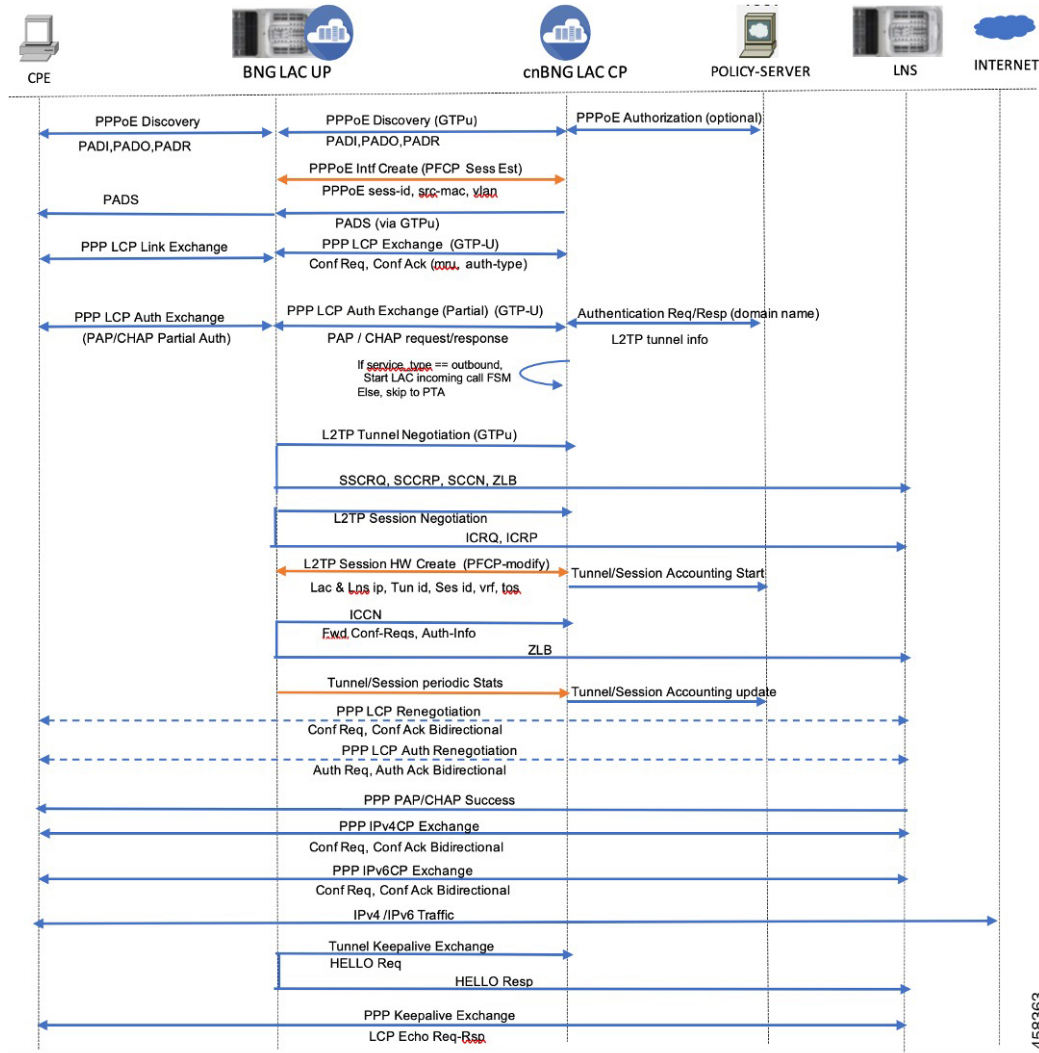 CPE
BNG LAC UP
cnBNG LAC CP
POLICY-SERVER
LNS
INTERNET
PPPoE Discovery
PPPoE Discovery (GTPu)
PPPoE Authorization (optional)
PADI,PADO,PADR
PADI,PADO,PADR
PPPoE Intf Create (PFCP Sess Est)
PPPoE sess-id, src-mac, vlan
PADS
PADS (via GTPu)
PPP LCP Link Exchange
PPP LCP Exchange (GTP-U)
Conf Req, Conf Ack (mru, auth-type)
PPP LCP Auth Exchange
PPP LCP Auth Exchange (Partial) (GTP-U)
Authentication Req/Resp (domain name)
(PAP/CHAP Partial Auth)
PAP / CHAP request/response
L2TP tunnel info
If service_type == outbound,
Start LAC incoming call FSM
Else, skip to PTA
L2TP Tunnel Negotiation (GTPu)
SSCRQ, SCCRP, SCCN, ZLB
L2TP Session Negotiation
ICRQ, ICRP
L2TP Session HW Create (PFCP-modify)
Tunnel/Session Accounting Start
Lac & Lns ip, Tun id, Ses id, vrf, tos
ICCN
Fwd Conf-Reqs, Auth-Info
ZLB
Tunnel/Session periodic Stats
Tunnel/Session Accounting update
PPP LCP Renegotiation
Conf Req, Conf Ack Bidirectional
PPP LCP Auth Renegotiation
Auth Req, Auth Ack Bidirectional
PPP PAP/CHAP Success
PPP IPv4CP Exchange
Conf Req, Conf Ack Bidirectional
PPP IPv6CP Exchange
Conf Req, Conf Ack Bidirectional
IPv4 /IPv6 Traffic
Tunnel Keepalive Exchange
HELLO Req
HELLO Resp
PPP Keepalive Exchange
LCP Echo Req-Rsp
458363